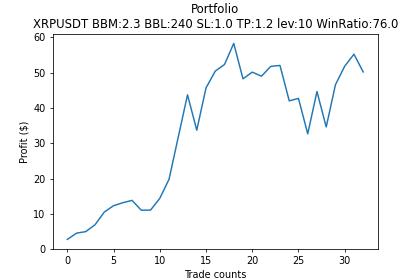 Portfolio
XRPUSDT BBM:2.3 BBL:240 SL:1.0 TP:1.2 lev:10 WinRatio:76.0
60
50
40
30
20
10
0
Profit ($)
0 5 10 15 20 25 30
Trade counts